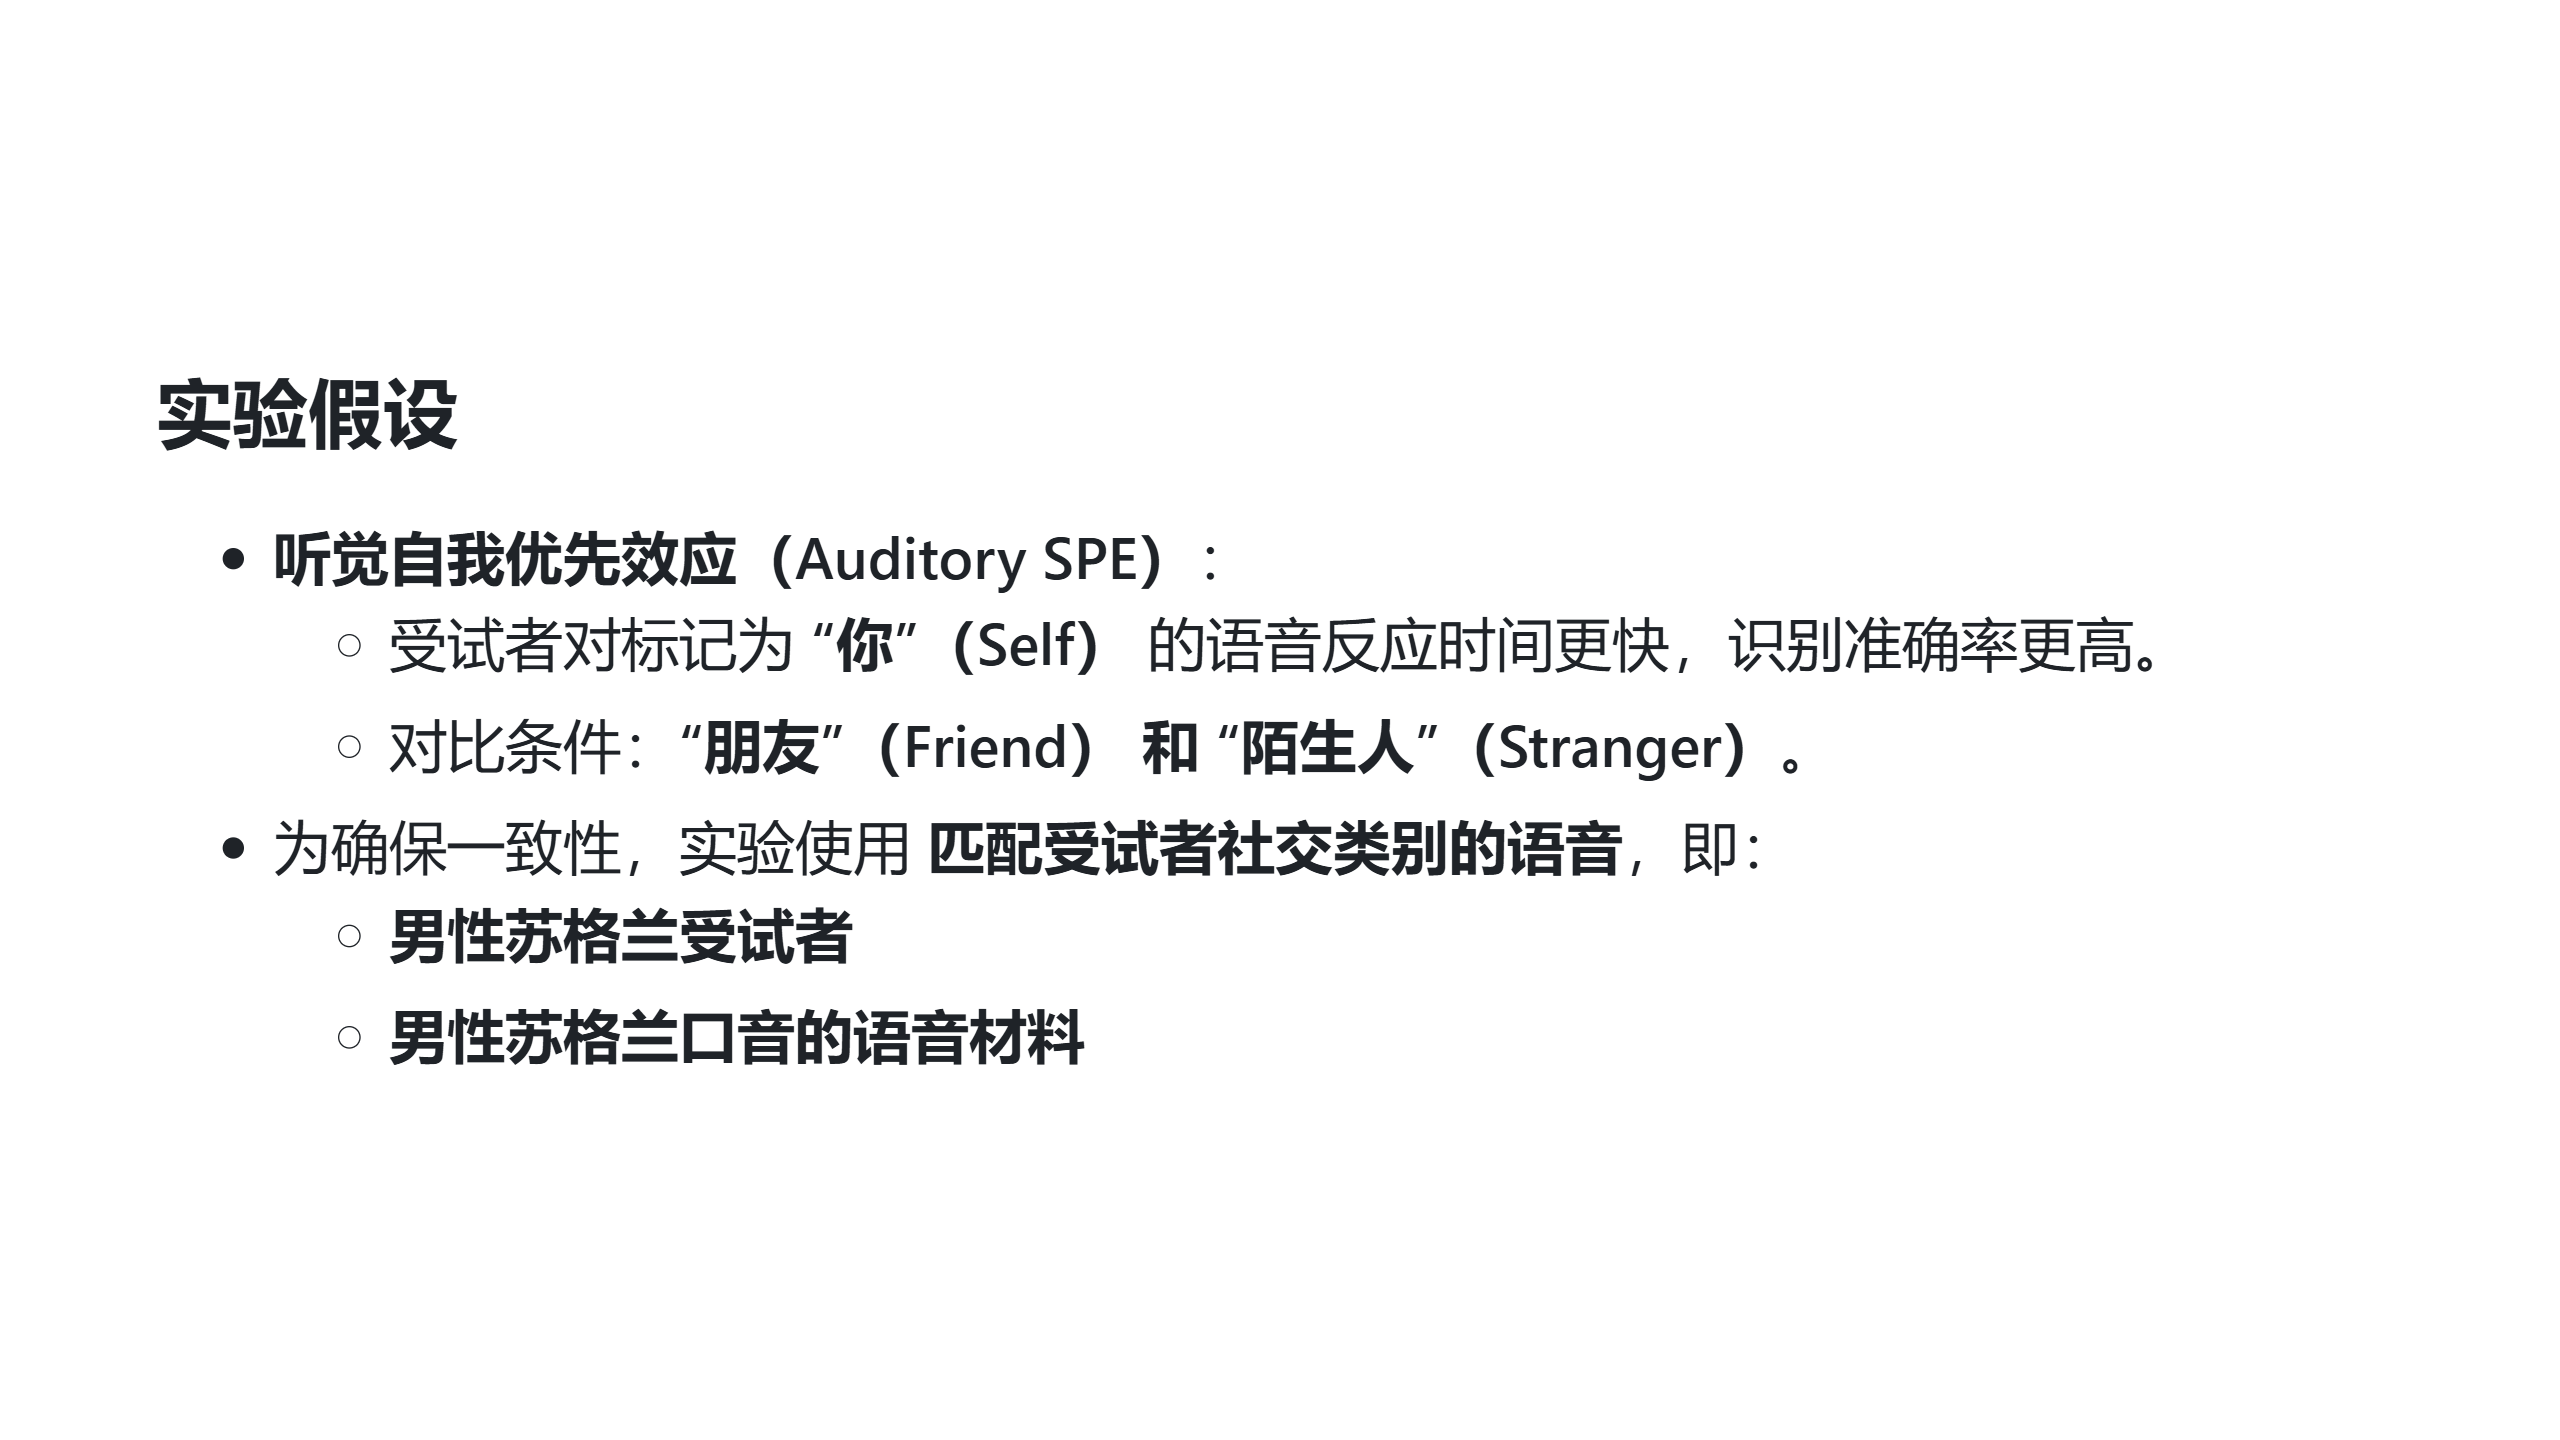 实验假设
听觉自我优先效应（Auditory SPE）：
受试者对标记为 “你”（Self） 的语音反应时间更快，识别准确率更高。
对比条件：“朋友”（Friend） 和 “陌生人”（Stranger）。
为确保一致性，实验使用 匹配受试者社交类别的语音，即：
男性苏格兰受试者
男性苏格兰口音的语音材料